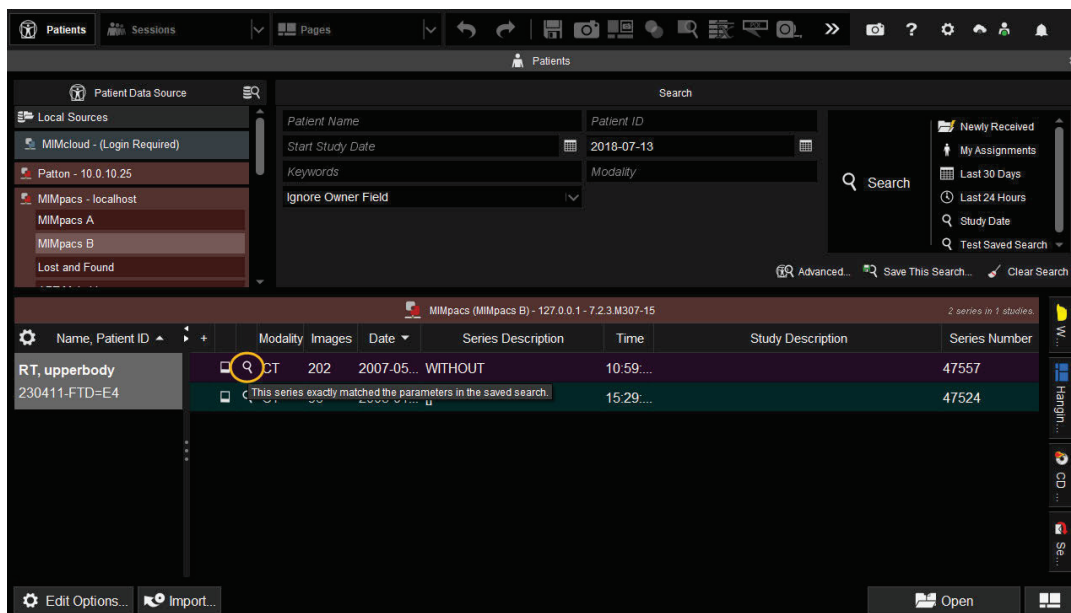 Patients Sessions Pages
Patients
Patient Data Source
Local Sources
MIMcloud - (Login Required)
Patton - 10.0.10.25
MIMpacs - localhost
MIMpacs A
MIMpacs B
Lost and Found
Search
Patient Name Patient ID
Start Study Date 2018-07-13
Keywords Modality
Ignore Owner Field
Search
Newly Received
My Assignments
Last 30 Days
Last 24 Hours
Study Date
Test Saved Search
Advanced... Save This Search... Clear Search
MIMpacs (MIMpacs B) - 127.0.0.1 - 7.2.3.M307-15 2 series in 1 studies.
Name, Patient ID + Modality Images Date Series Description Time Study Description Series Number
RT, upperbody
230411-FTD=E4
CT 202 2007-05... WITHOUT 10:59:... 47557
This series exactly matched the parameters in the saved search.
15:29:... 47524
W...
Hangin...
CD ...
Se...
Edit Options... Import... Open